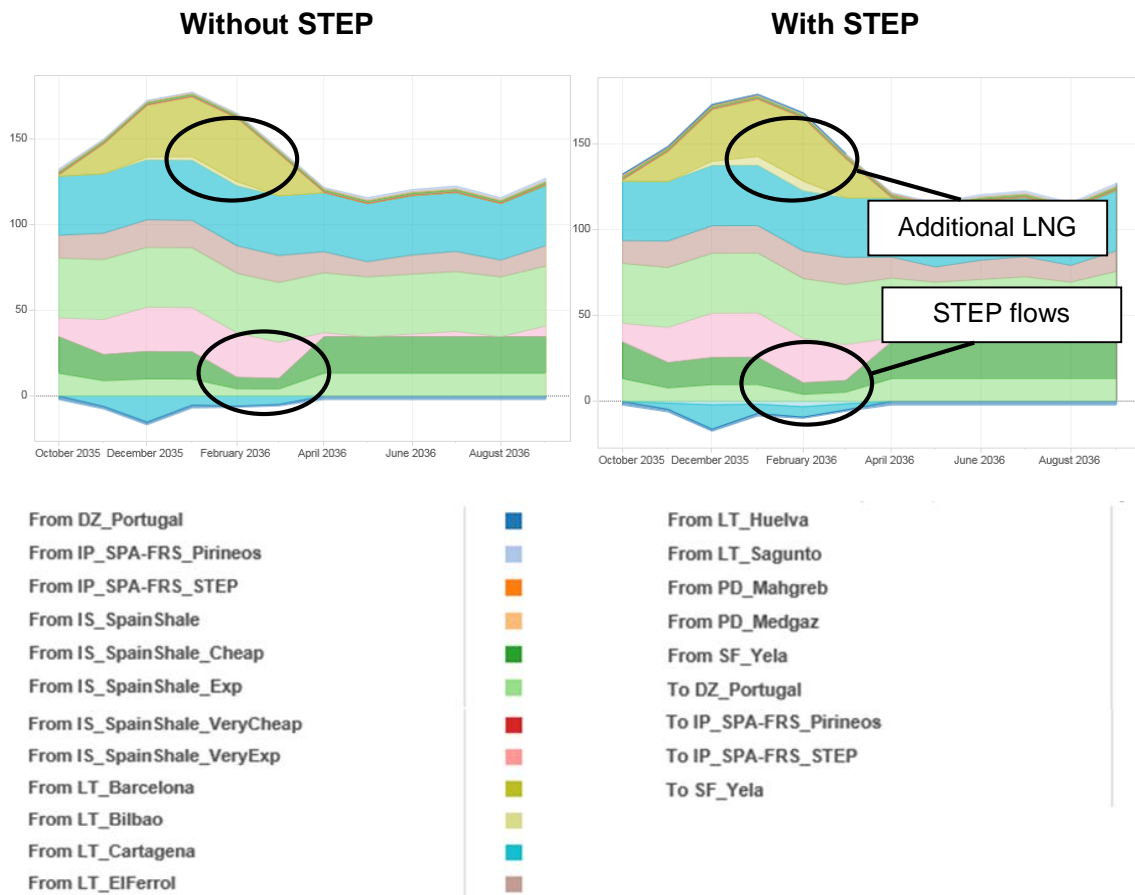 Without STEP
With STEP
150
100
50
0
October 2035 December 2035 February 2036 April 2036 June 2036 August 2036
150
100
50
0
October 2035 December 2035 February 2036 April 2036 June 2036 August 2036
Additional LNG
STEP flows
From DZ_Portugal
From IP_SPA-FRS_Pirineos
From IP_SPA-FRS_STEP
From IS_SpainShale
From IS_SpainShale_Cheap
From IS_SpainShale_Exp
From IS_SpainShale_VeryCheap
From IS_SpainShale_VeryExp
From LT_Barcelona
From LT_Bilbao
From LT_Cartagena
From LT_ElFerrol
From LT_Huelva
From LT_Sagunto
From PD_Mahgreb
From PD_Medgaz
From SF_Yela
To DZ_Portugal
To IP_SPA-FRS_Pirineos
To IP_SPA-FRS_STEP
To SF_Yela